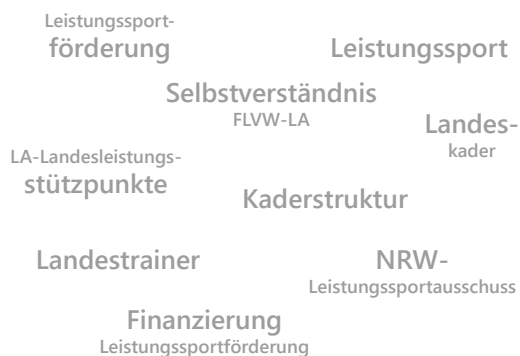 Leistungssport-
förderung
Leistungssport
Selbstverständnis
FLVW-LA
Landes-
kader
LA-Landesleistungs-
stützpunkte
Kaderstruktur
Landestrainer
NRW-
Leistungssportausschuss
Finanzierung
Leistungssportförderung